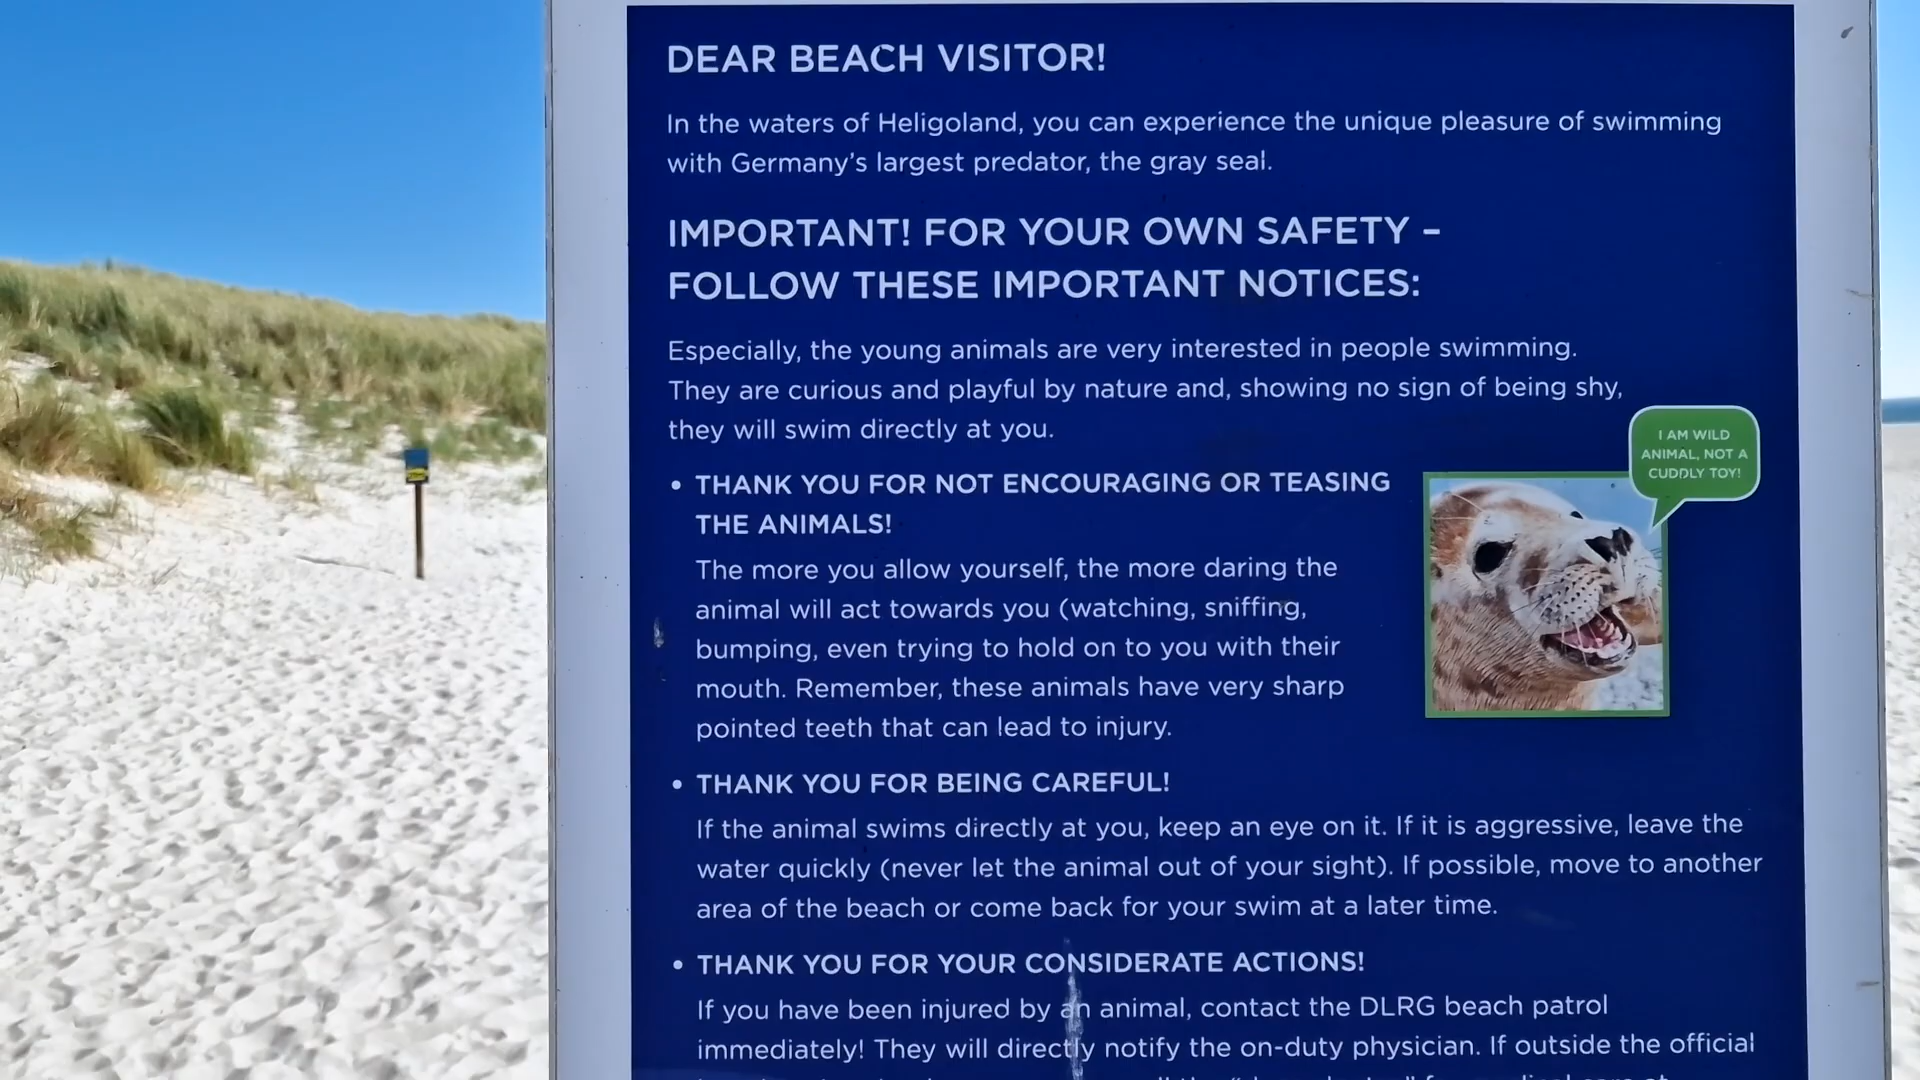 DEAR BEACH VISITOR!
In the waters of Heligoland, you can experience the unique pleasure of swimming
with Germany's largest predator, the gray seal.
IMPORTANT! FOR YOUR OWN SAFETY –
FOLLOW THESE IMPORTANT NOTICES:
Especially, the young animals are very interested in people swimming.
They are curious and playful by nature and, showing no sign of being shy,
they will swim directly at you.
I AM WILD
ANIMAL, NOT A
CUDDLY TOY!
• THANK YOU FOR NOT ENCOURAGING OR TEASING
THE ANIMALS!
The more you allow yourself, the more daring the
animal will act towards you (watching, sniffing,
bumping, even trying to hold on to you with their
mouth. Remember, these animals have very sharp
pointed teeth that can lead to injury.
• THANK YOU FOR BEING CAREFUL!
If the animal swims directly at you, keep an eye on it. If it is aggressive, leave the
water quickly (never let the animal out of your sight). If possible, move to another
area of the beach or come back for your swim at a later time.
• THANK YOU FOR YOUR CONSIDERATE ACTIONS!
If you have been injured by an animal, contact the DLRG beach patrol
immediately! They will directly notify the on-duty physician. If outside the official